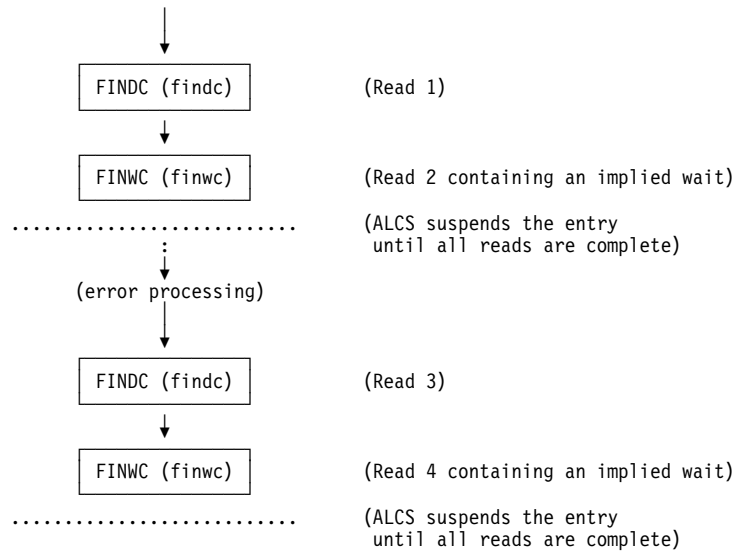 FINDC (findc) (Read 1)
FINWC (finwc) (Read 2 containing an implied wait)
........................... (ALCS suspends the entry
: until all reads are complete)
(error processing)
FINDC (findc) (Read 3)
FINWC (finwc) (Read 4 containing an implied wait)
........................... (ALCS suspends the entry
until all reads are complete)